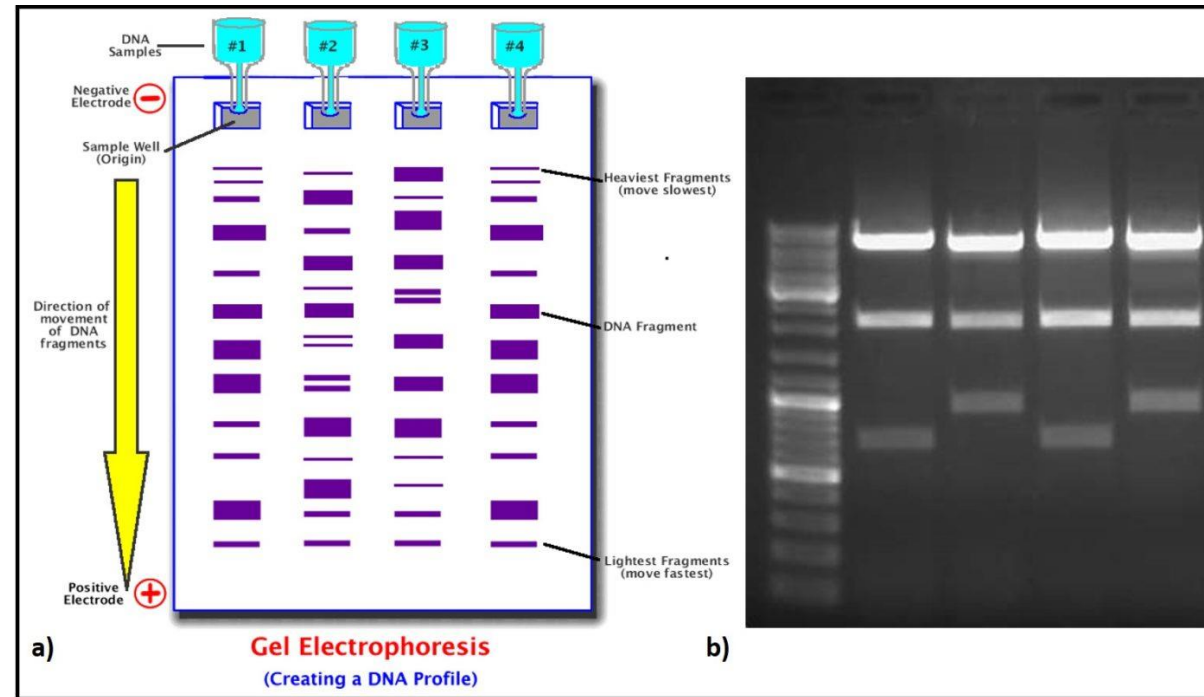 DNA
Samples
#1
#2
#3
#4
Negative
Electrode
Sample Well
(Origin)
Heaviest Fragments
(move slowest)
Direction of
movement
of DNA
fragments
DNA Fragment
Lightest Fragments
(move fastest)
Positive
Electrode
a)
Gel Electrophoresis
(Creating a DNA Profile)
b)